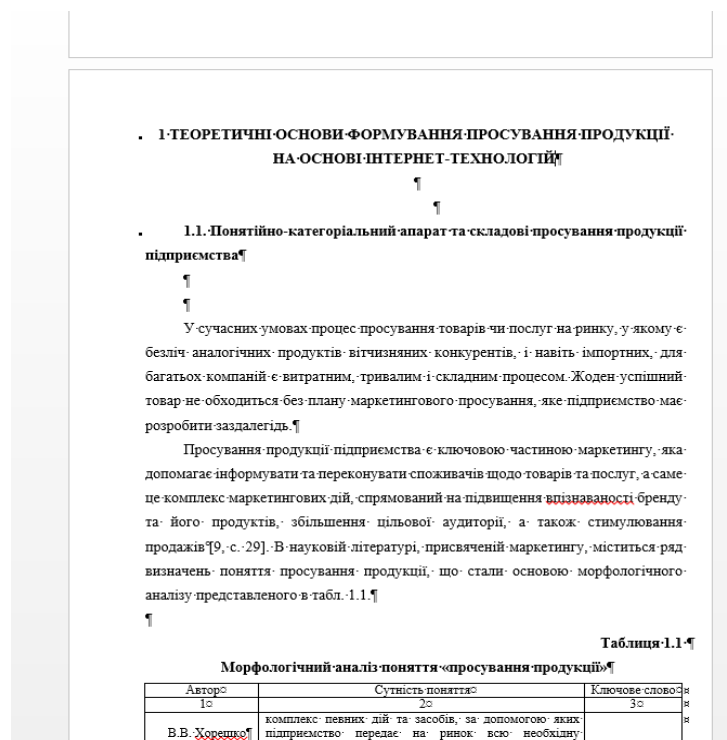 1 ТЕОРЕТИЧНІ ОСНОВИ ФОРМУВАННЯ ПРОСУВАННЯ ПРОДУКЦІЇ
НА ОСНОВІ ІНТЕРНЕТ-ТЕХНОЛОГІЙ
1.1. Понятійно-категоріальний апарат та складові просування продукції
підприємства
У сучасних умовах процес просування товарів чи послуг на ринку, у якому є
безліч аналогічних продуктів вітчизняних конкурентів, і навіть імпортних, для
багатьох компаній є витратним, тривалим і складним процесом. Жоден успішний
товар не обходиться без плану маркетингового просування, яке підприємство має
розробити заздалегідь.
Просування продукції підприємства є ключовою частиною маркетингу, яка
допомагає інформувати та переконувати споживачів щодо товарів та послуг, а саме
це комплекс маркетингових дій, спрямований на підвищення впізнаваності бренду
та його продуктів, збільшення цільової аудиторії, а також стимулювання
продажів [9, с. 29]. В науковій літературі, присвяченій маркетингу, міститься ряд
визначень поняття просування продукції, що стали основою морфологічного
аналізу представленого в табл. 1.1.
Таблиця 1.1
Морфологічний аналіз поняття «просування продукції»
Автор Сутність поняття Ключове слово
1 2 3
комплекс певних дій та засобів, за допомогою яких
В.В. Хорешко підприємство передає на ринок всю необхідну